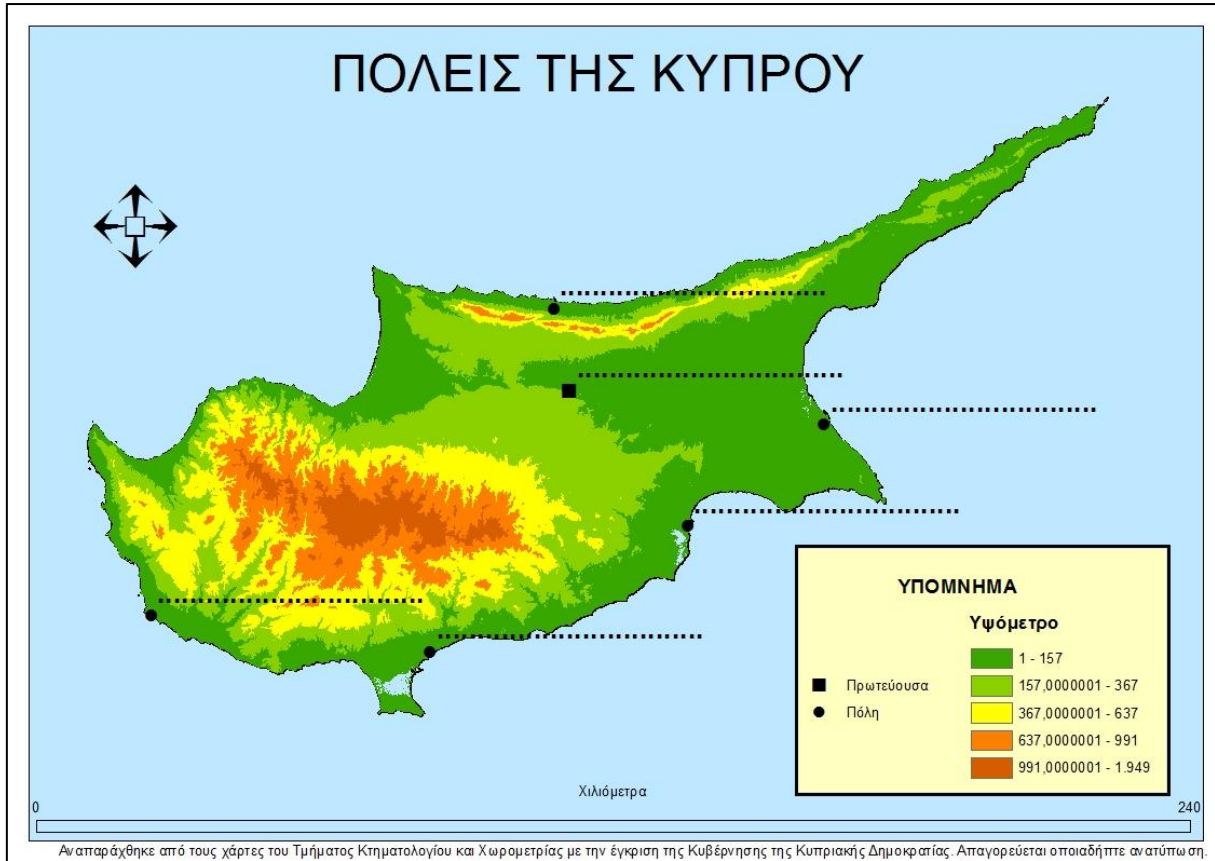 ΠΟΛΕΙΣ ΤΗΣ ΚΥΠΡΟΥ
ΥΠΟΜΝΗΜΑ
Υψόμετρο
1 - 157
157,0000001 - 367
367,0000001 - 637
637,0000001 - 991
991,0000001 - 1.949
Πρωτεύουσα
Πόλη
Χιλιόμετρα
0
240
Αναπαράχθηκε από τους χάρτες του Τμήματος Κτηματολογίου και Χωρομετρίας με την έγκριση της Κυβέρνησης της Κυπριακής Δημοκρατίας. Απαγορεύεται οποιαδήπτε ανατύπωση.